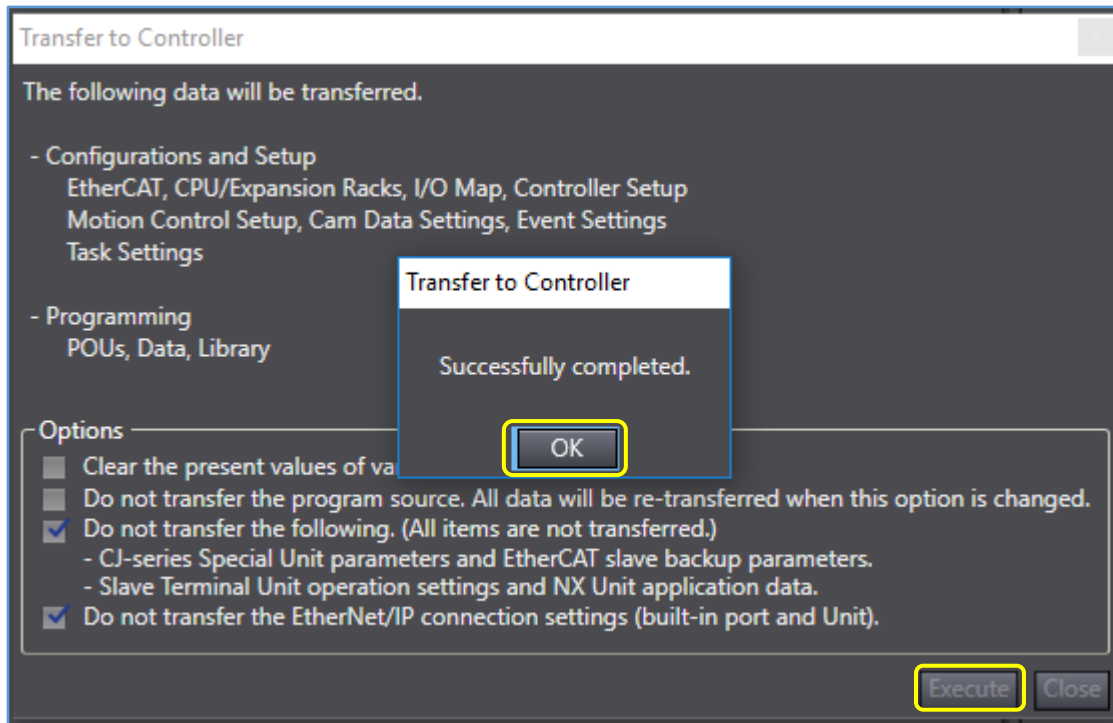 Transfer to Controller
The following data will be transferred.
- Configurations and Setup
EtherCAT, CPU/Expansion Racks, I/O Map, Controller Setup
Motion Control Setup, Cam Data Settings, Event Settings
Task Settings
Transfer to Controller
- Programming
POUs, Data, Library
Successfully completed.
OK
Options
Clear the present values of va
Do not transfer the program source. All data will be re-transferred when this option is changed.
Do not transfer the following. (All items are not transferred.)
- CJ-series Special Unit parameters and EtherCAT slave backup parameters.
- Slave Terminal Unit operation settings and NX Unit application data.
Do not transfer the EtherNet/IP connection settings (built-in port and Unit).
Execute
Close